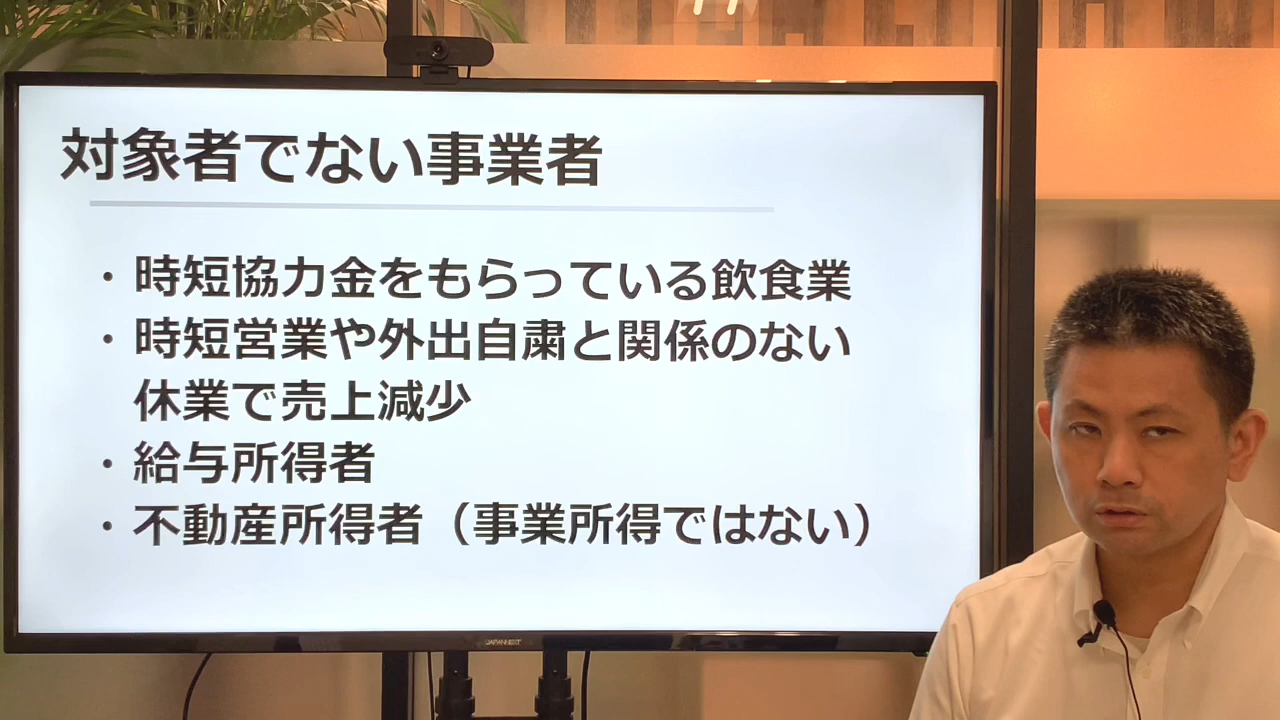 対象者でない事業者
・時短協力金をもらっている飲食業
・時短営業や外出自粛と関係のない
休業で売上減少
・給与所得者
・不動産所得者（事業所得ではない）
JAPANNEXT